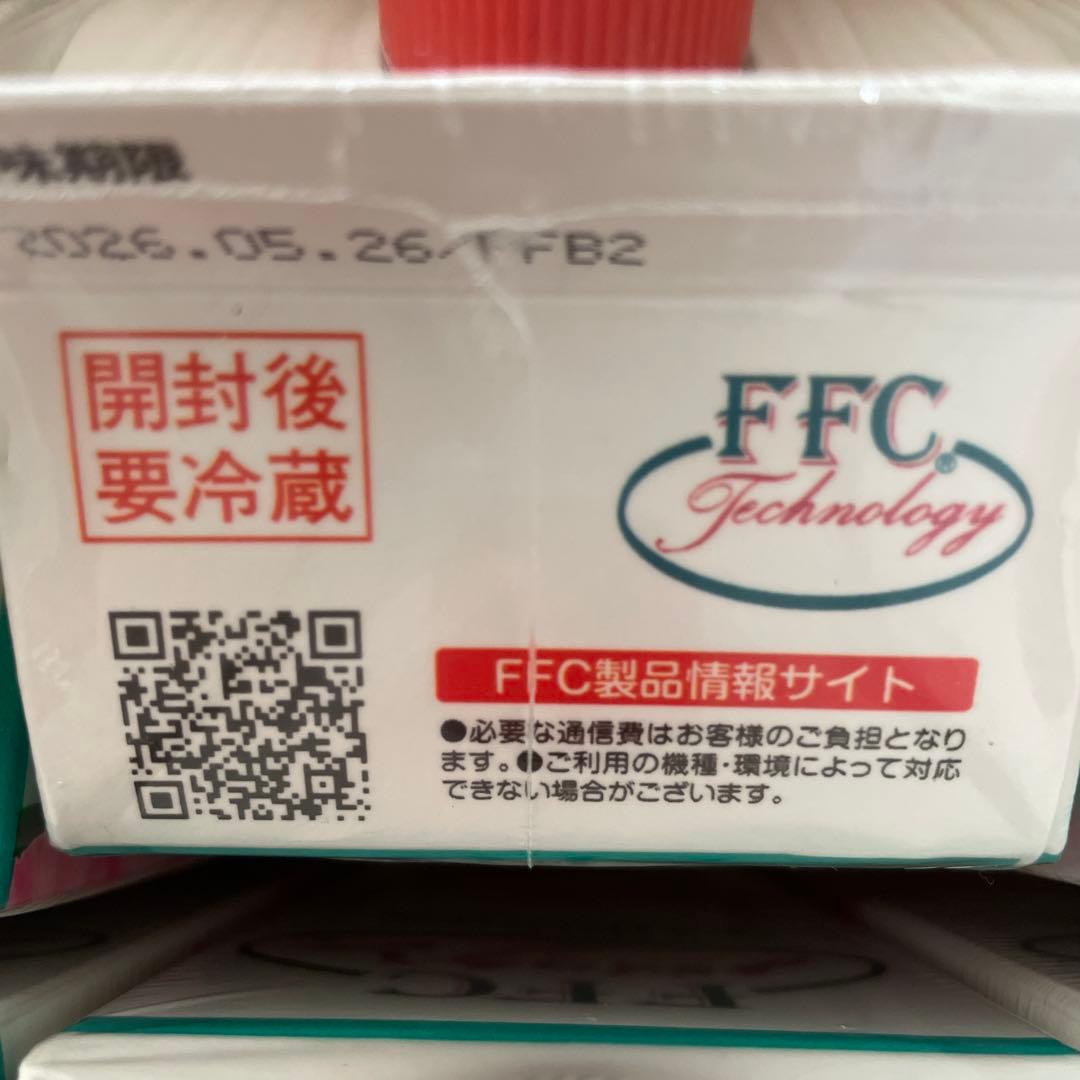 味期限
2026.05.26/FFB2
開封後
要冷蔵
FFC®
Technology
FFC製品情報サイト
●必要な通信費はお客様のご負担となり
ます。●ご利用の機種・環境によって対応
できない場合がございます。